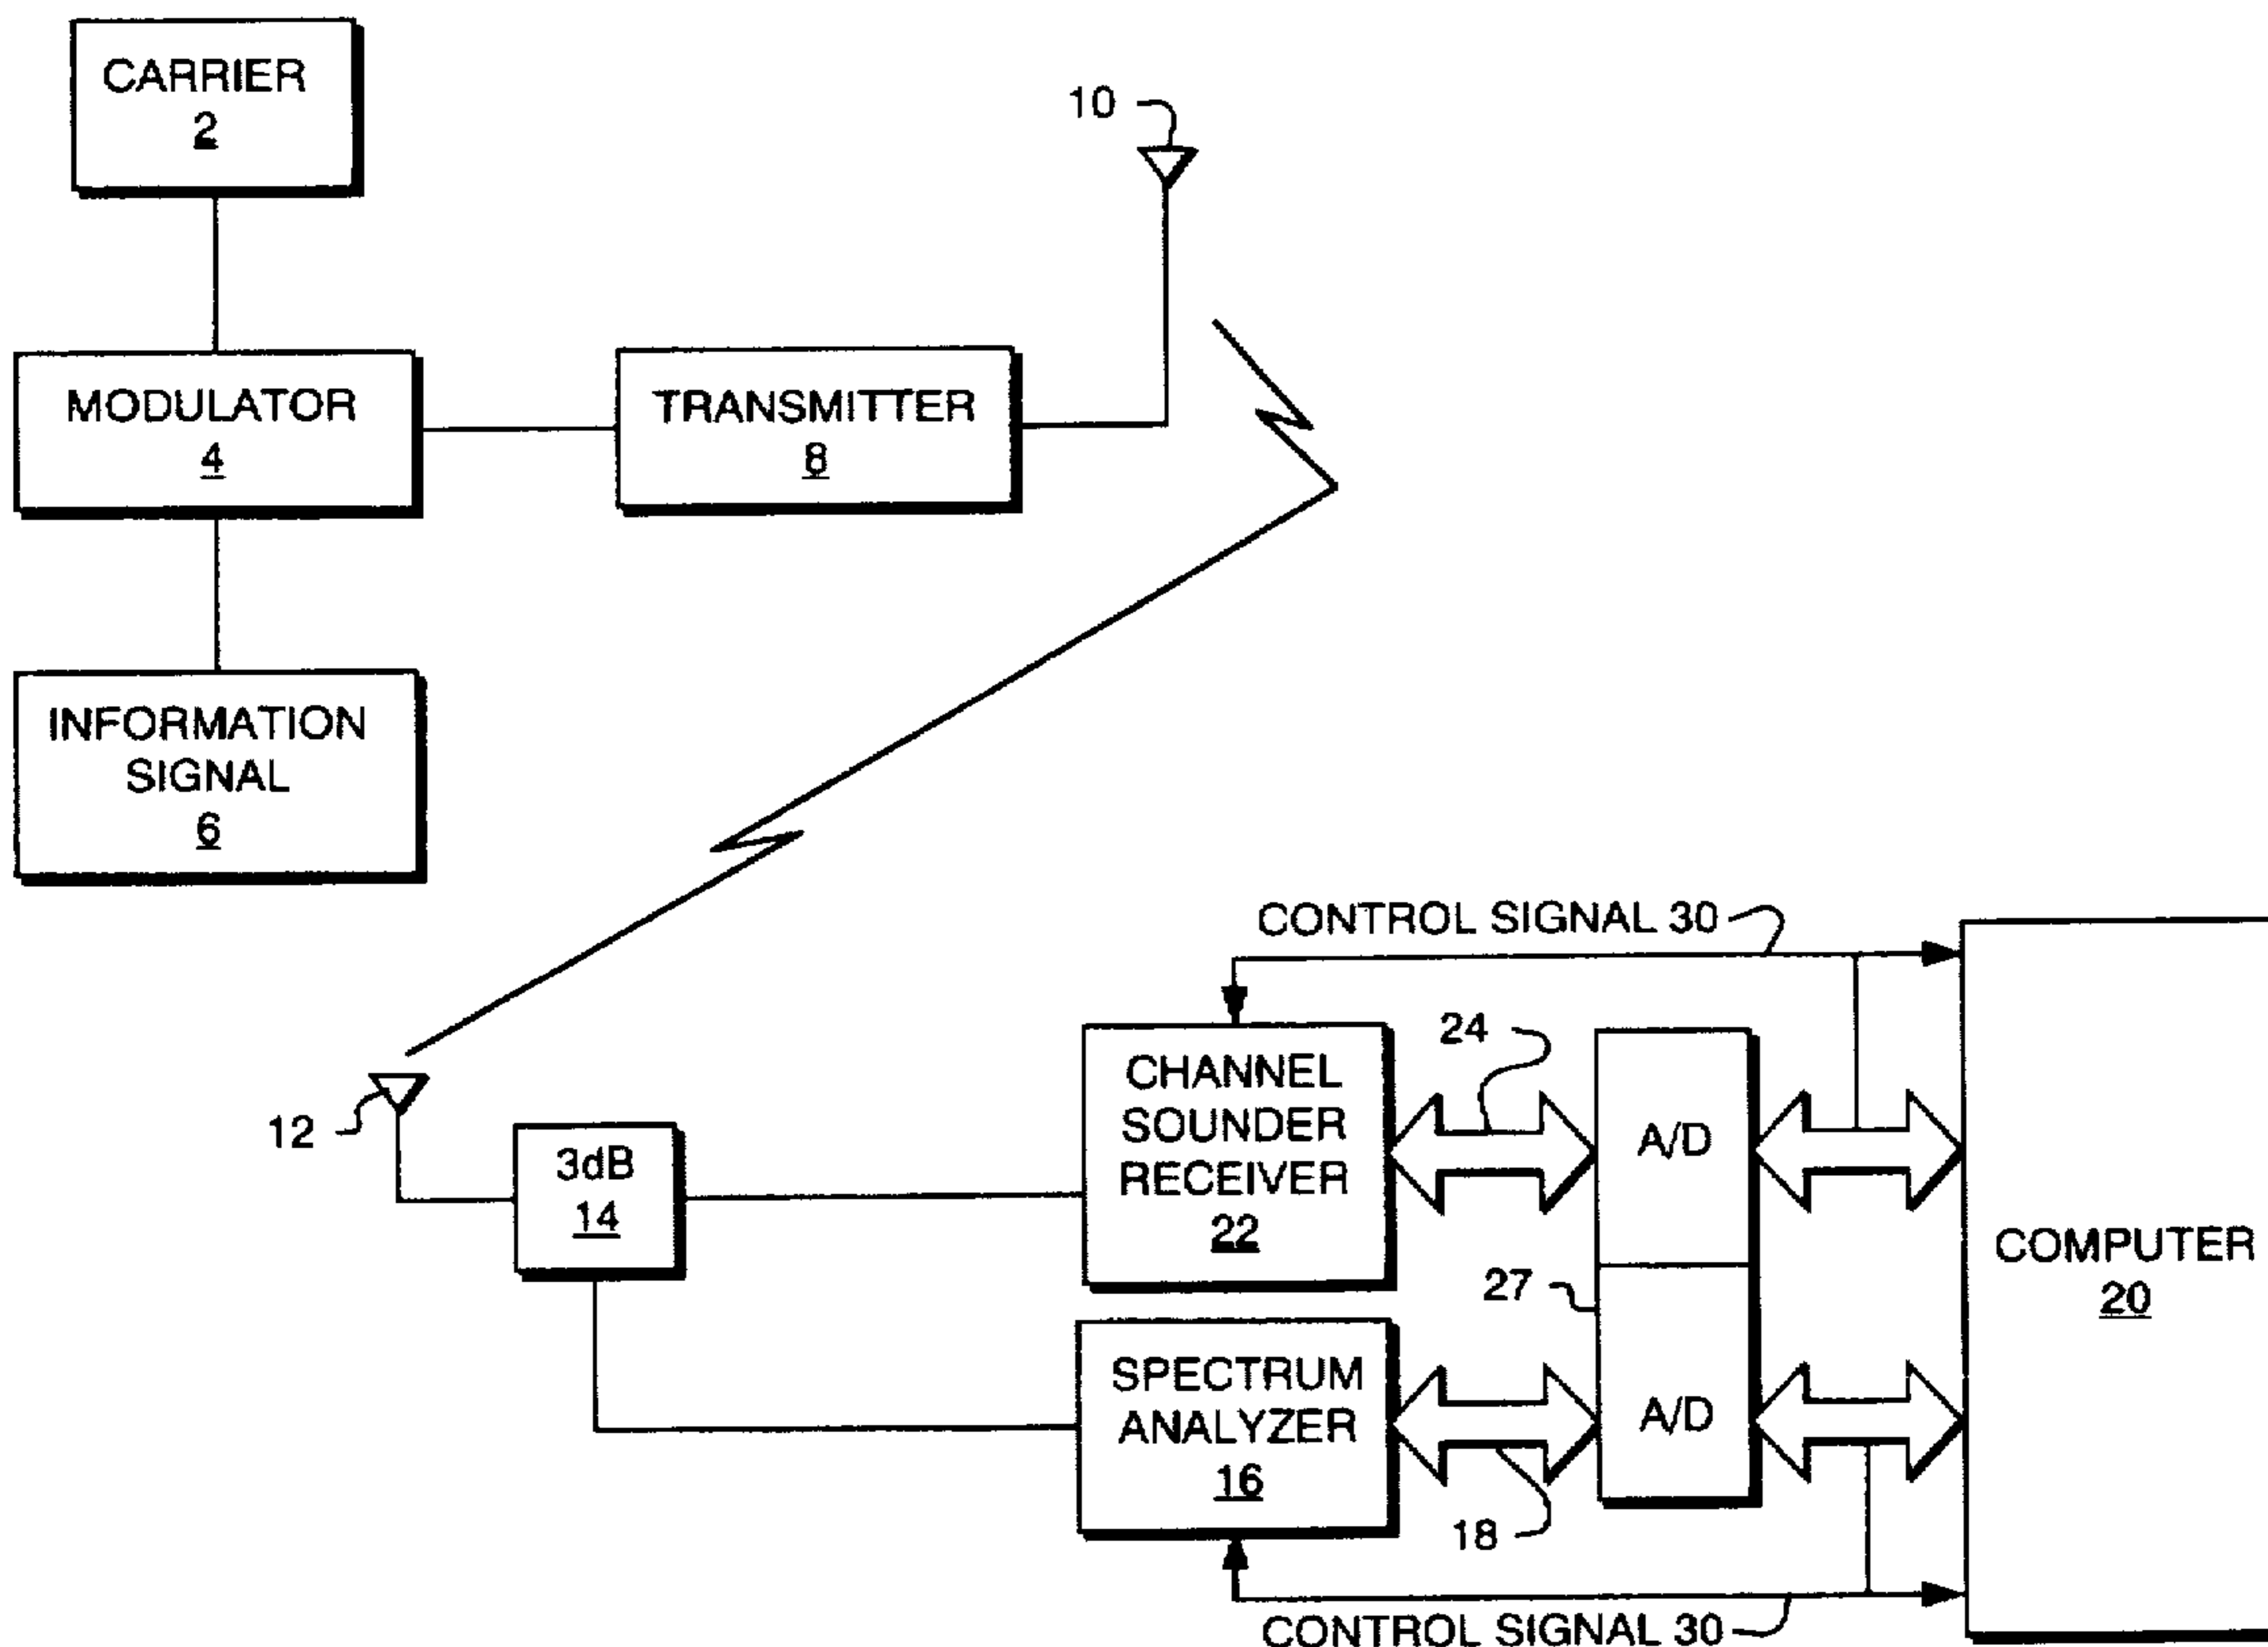 CARRIER
2
10
MODULATOR
4
TRANSMITTER
8
INFORMATION
SIGNAL
6
CONTROL SIGNAL 30
12
3dB
14
CHANNEL
SOUNDER
RECEIVER
22
24
A/D
COMPUTER
20
27
SPECTRUM
ANALYZER
16
18
A/D
CONTROL SIGNAL 30